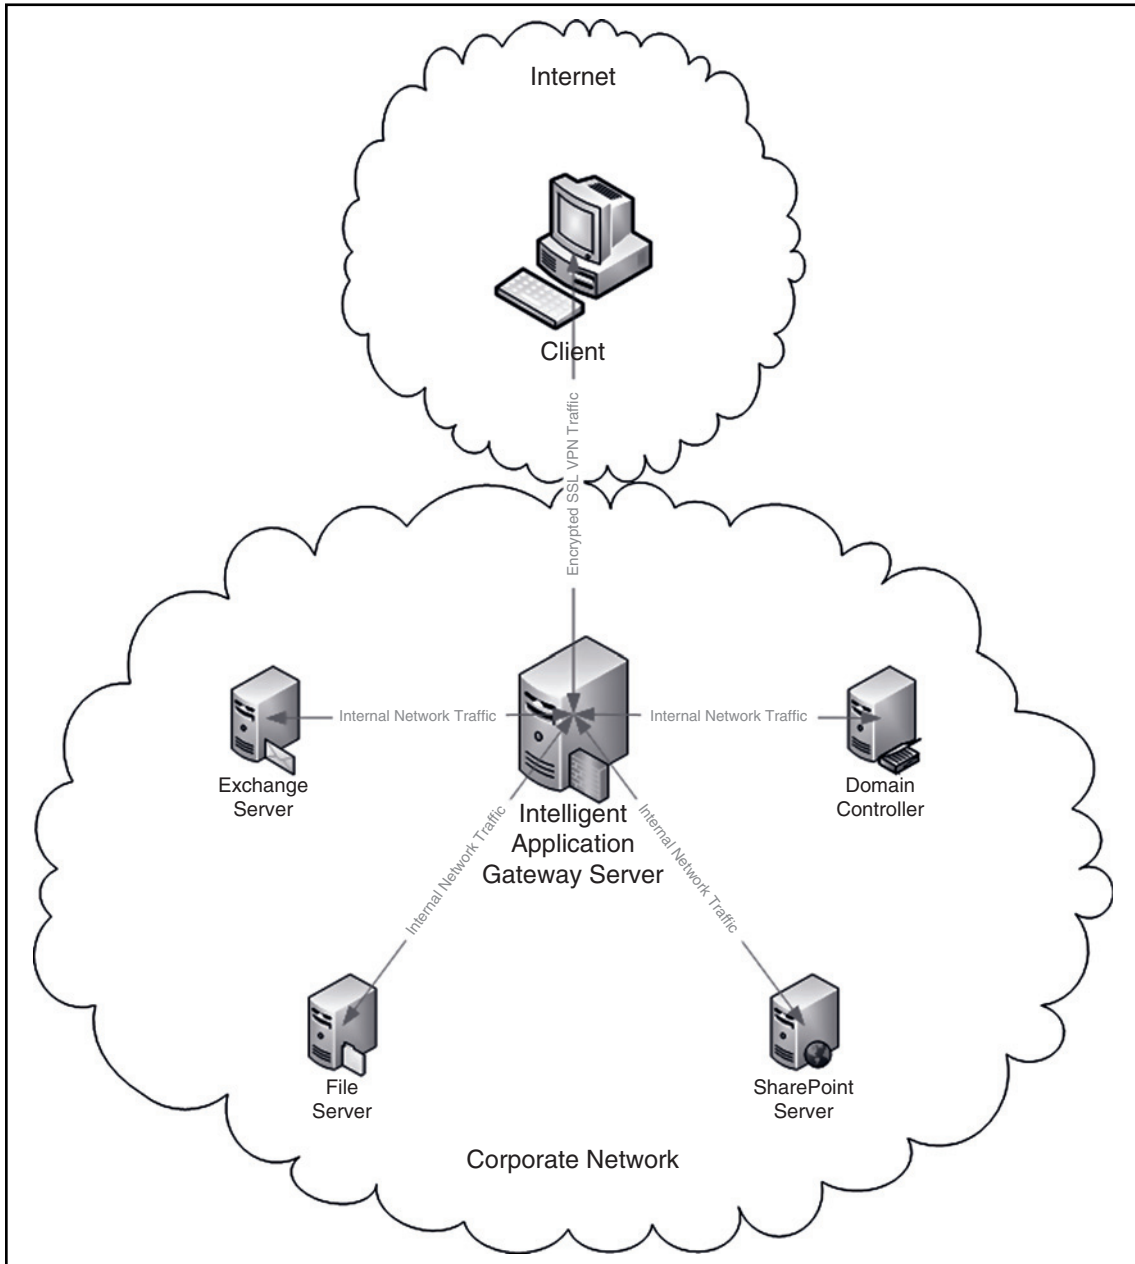 Internet
Client
Encrypted SSL VPN Traffic
Internal Network Traffic
Internal Network Traffic
Exchange
Server
Intelligent
Application
Gateway Server
Domain
Controller
Internal Network Traffic
Internal Network Traffic
File
Server
SharePoint
Server
Corporate Network